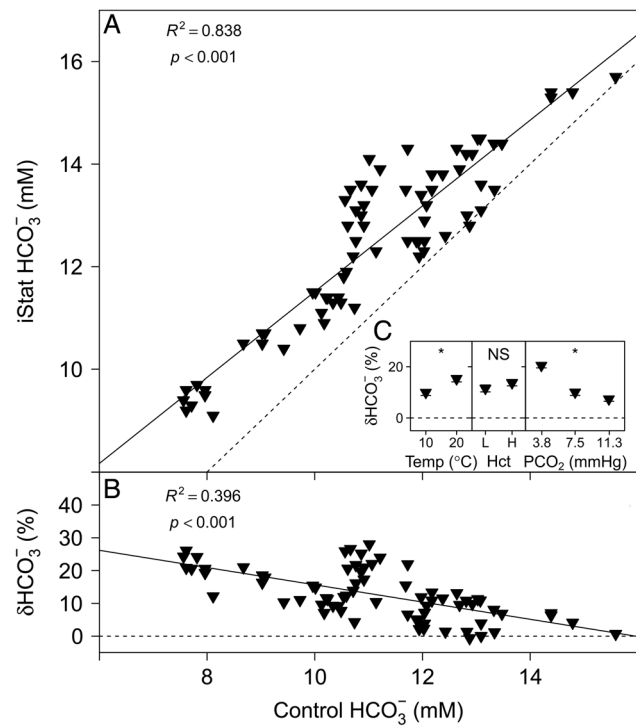 A
R² = 0.838
p < 0.001
16
14
12
10
iStat HCO₃⁻ (mM)
C
* NS *
20
0
δHCO₃⁻ (%)
10 20 L H 3.8 7.5 11.3
Temp (°C) Hct PCO₂ (mmHg)
B
R² = 0.396
p < 0.001
40
30
20
10
0
δHCO₃⁻ (%)
8 10 12 14
Control HCO₃⁻ (mM)